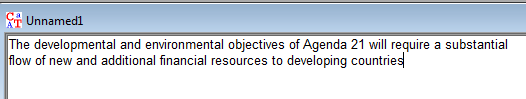 Unnamed1
The developmental and environmental objectives of Agenda 21 will require a substantial
flow of new and additional financial resources to developing countries